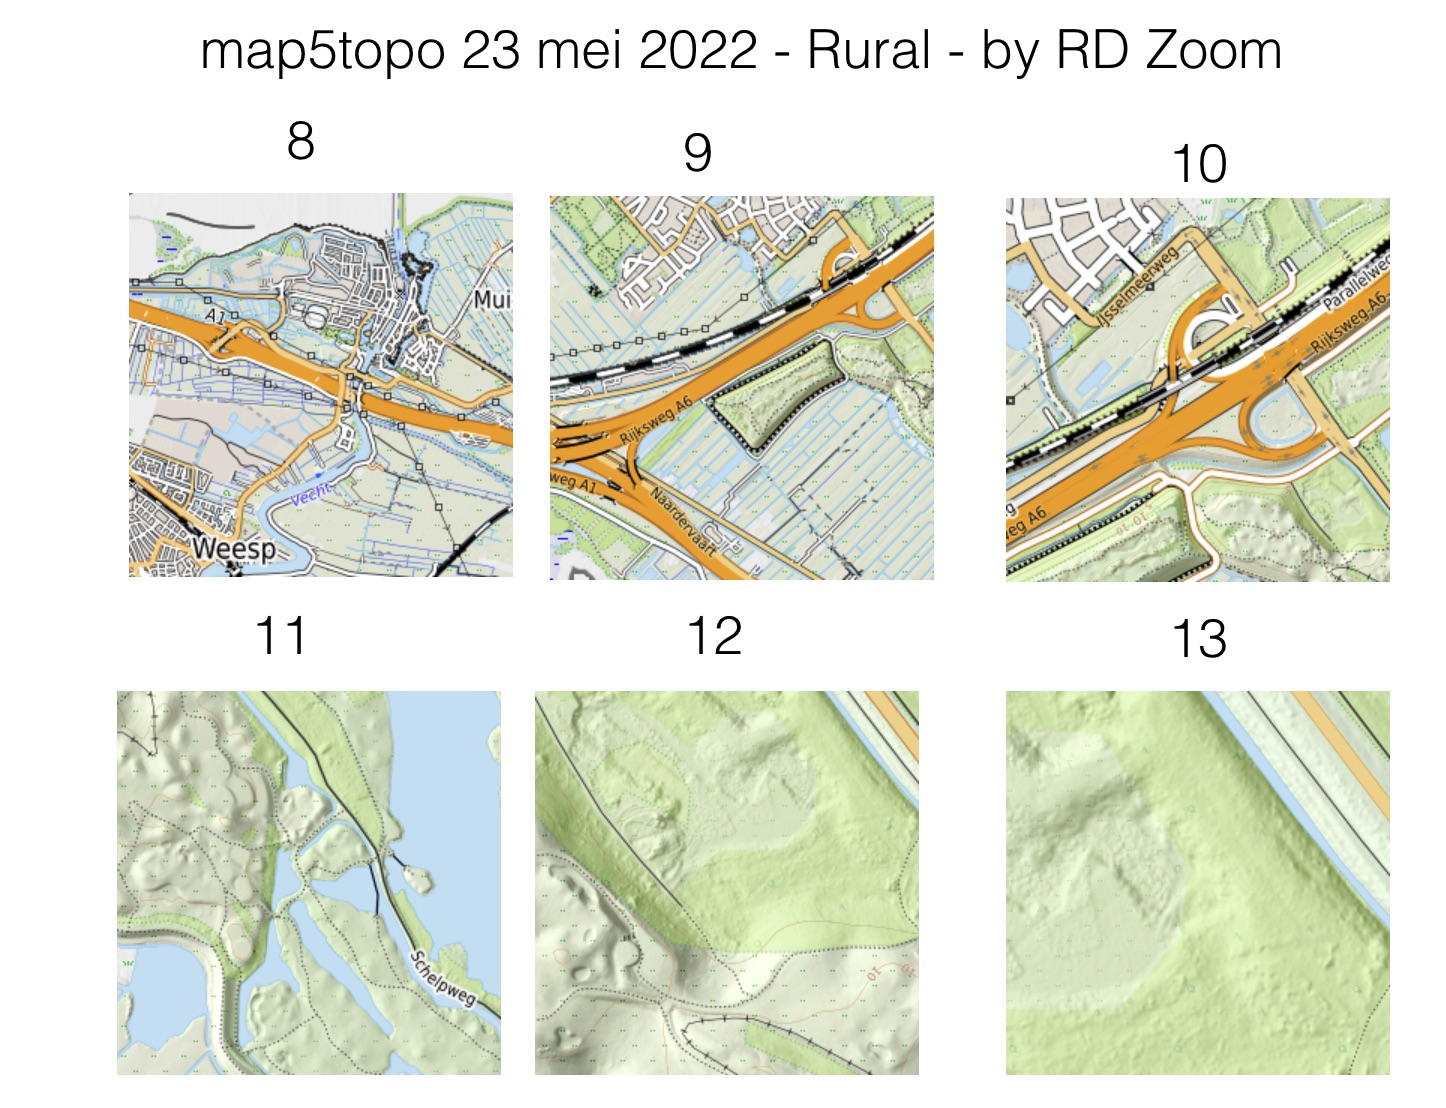 map5topo 23 mei 2022 - Rural - by RD Zoom
8
9
10
A1
Mui
Vecht
Weesp
Rijksweg A6
weg A1
Naardervaart
IJsselmeerweg
Parallelweg
Rijksweg A6
eg A6
11
12
13
Schelpweg
10
10